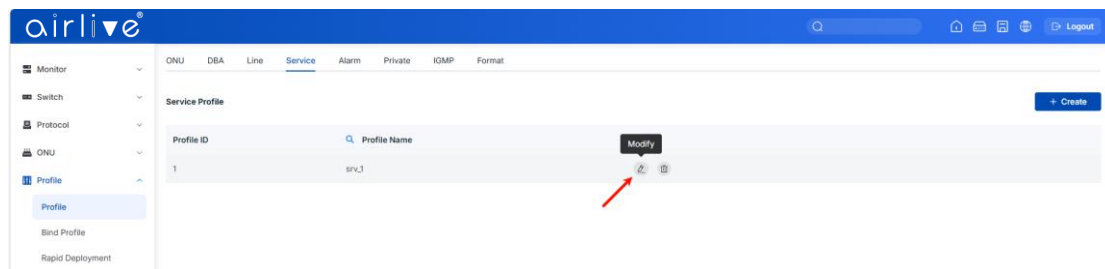 airlive®
Logout
Monitor
Switch
Protocol
ONU
Profile
Profile
Bind Profile
Rapid Deployment
ONU DBA Line Service Alarm Private IGMP Format
Service Profile
+ Create
Profile ID Profile Name
Modify
1 srv_1